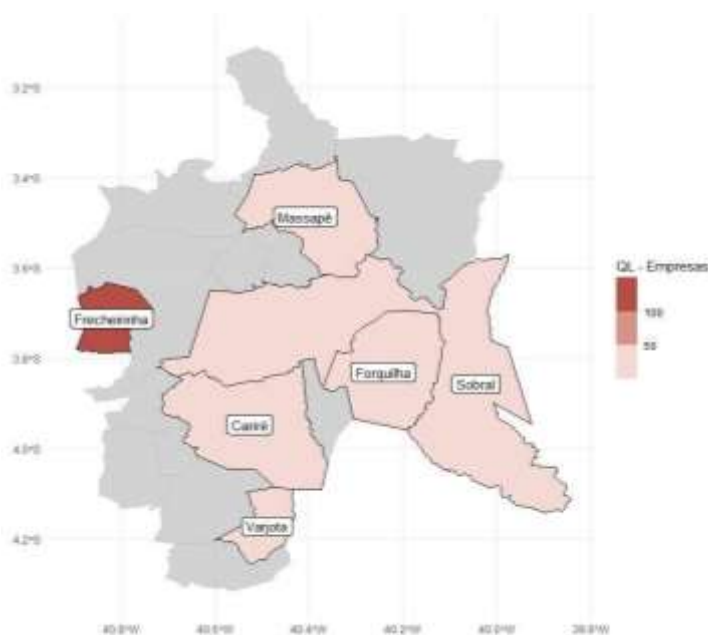 3.2°S
3.4°S
Massapê
3.6°S
QL - Empresas
Frecheirinha
100
50
3.8°S
Forquilha
Sobral
Cariré
4.0°S
Varjota
4.2°S
40.8°W
40.6°W
40.4°W
40.2°W
40.0°W
39.8°W